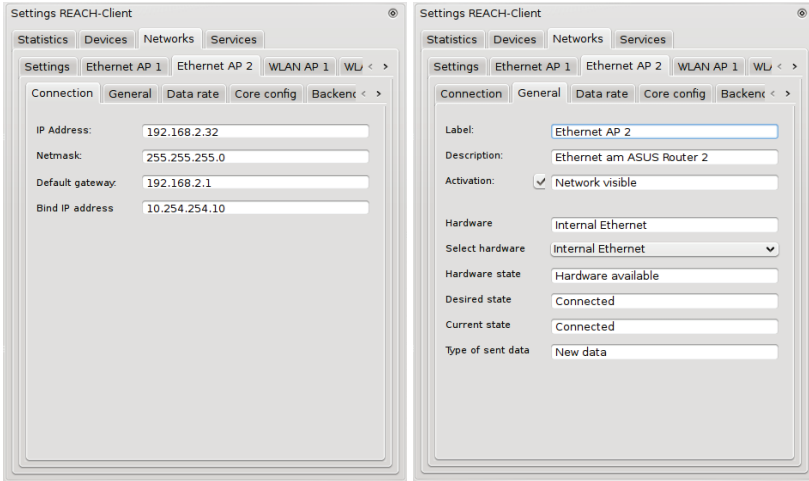 Settings REACH-Client
Statistics Devices Networks Services
Settings Ethernet AP 1 Ethernet AP 2 WLAN AP 1
Connection General Data rate Core config
IP Address: 192.168.2.32
Netmask: 255.255.255.0
Default gateway: 192.168.2.1
Bind IP address 10.254.254.10
Settings REACH-Client
Statistics Devices Networks Services
Settings Ethernet AP 1 Ethernet AP 2 WLAN AP 1
Connection General Data rate Core config
Label: Ethernet AP 2
Description: Ethernet am ASUS Router 2
Activation: Network visible
Hardware Internal Ethernet
Select hardware Internal Ethernet
Hardware state Hardware available
Desired state Connected
Current state Connected
Type of sent data New data